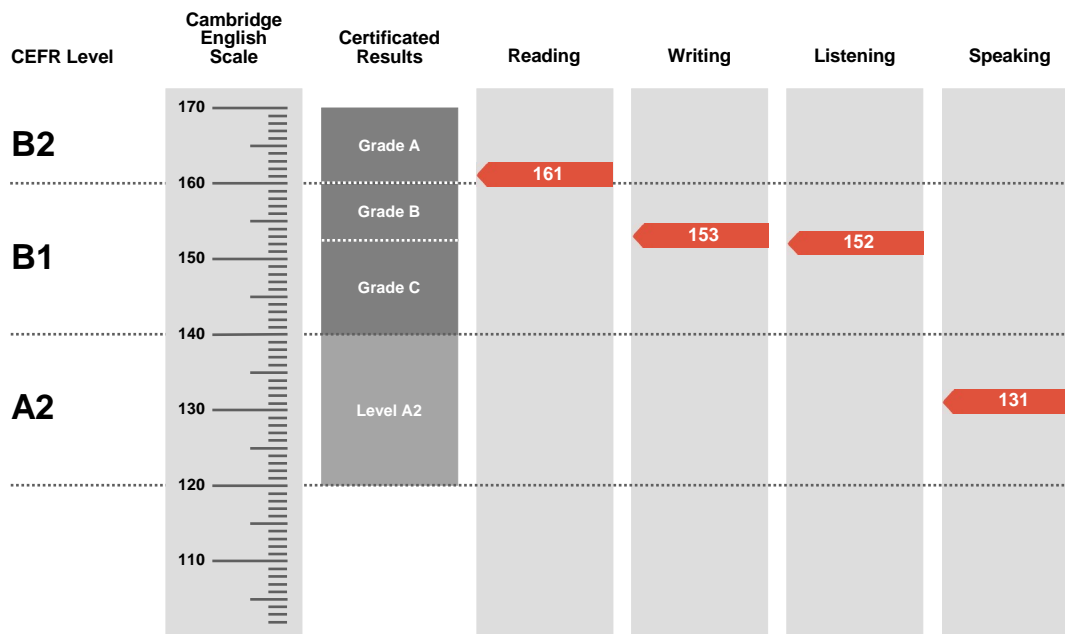 CEFR Level
Cambridge
English
Scale
Certificated
Results
Reading
Writing
Listening
Speaking
170
B2
Grade A
161
160
Grade B
153
152
B1
150
Grade C
140
A2
130
Level A2
131
120
110